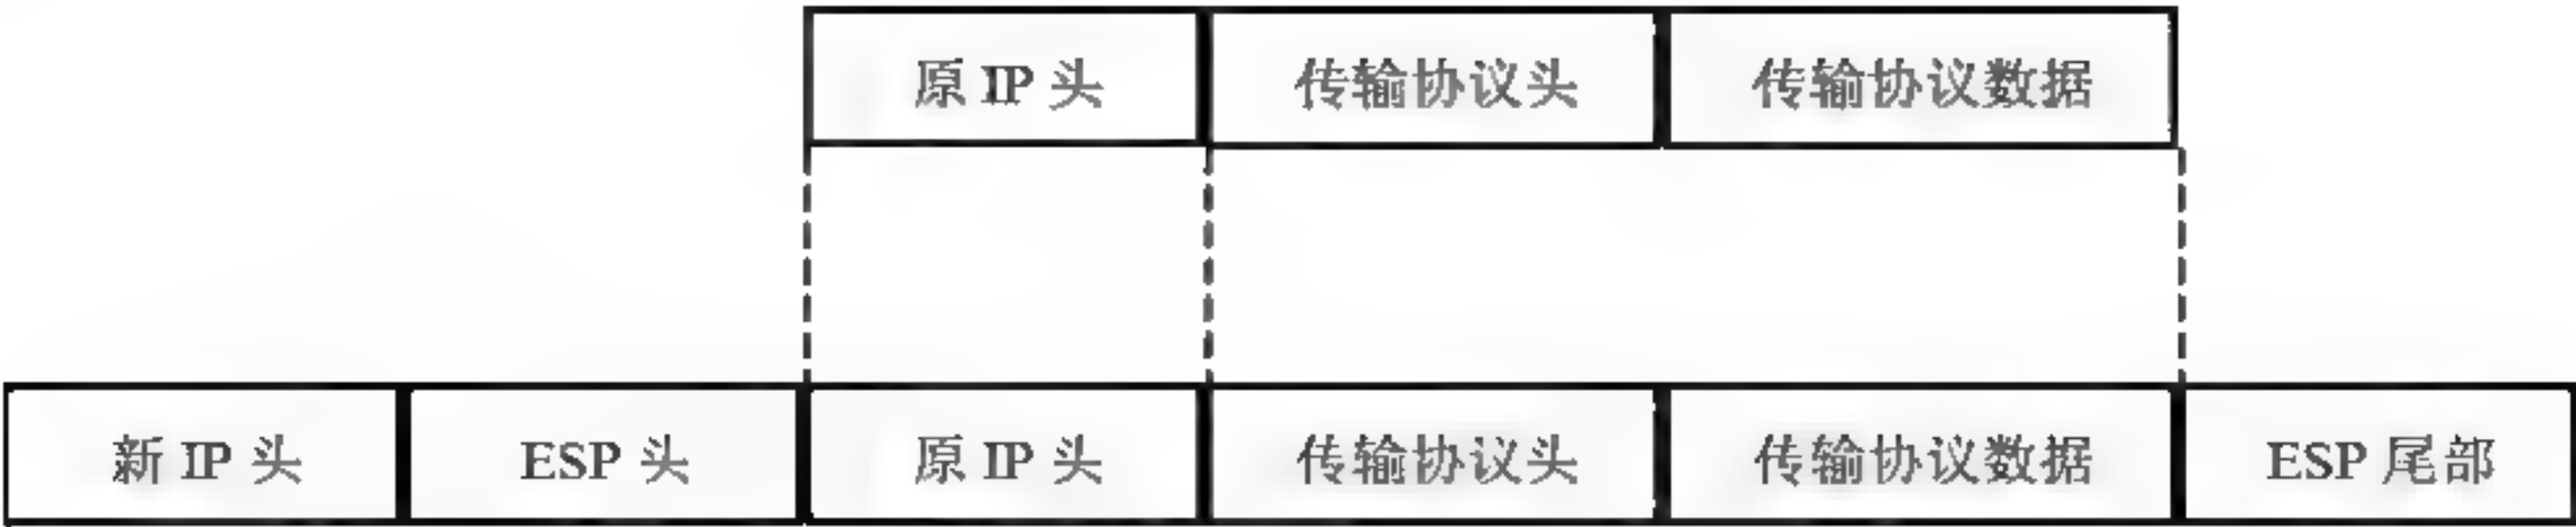 原 IP 头 传输协议头 传输协议数据
新 IP 头 ESP 头 原 IP 头 传输协议头 传输协议数据 ESP 尾部